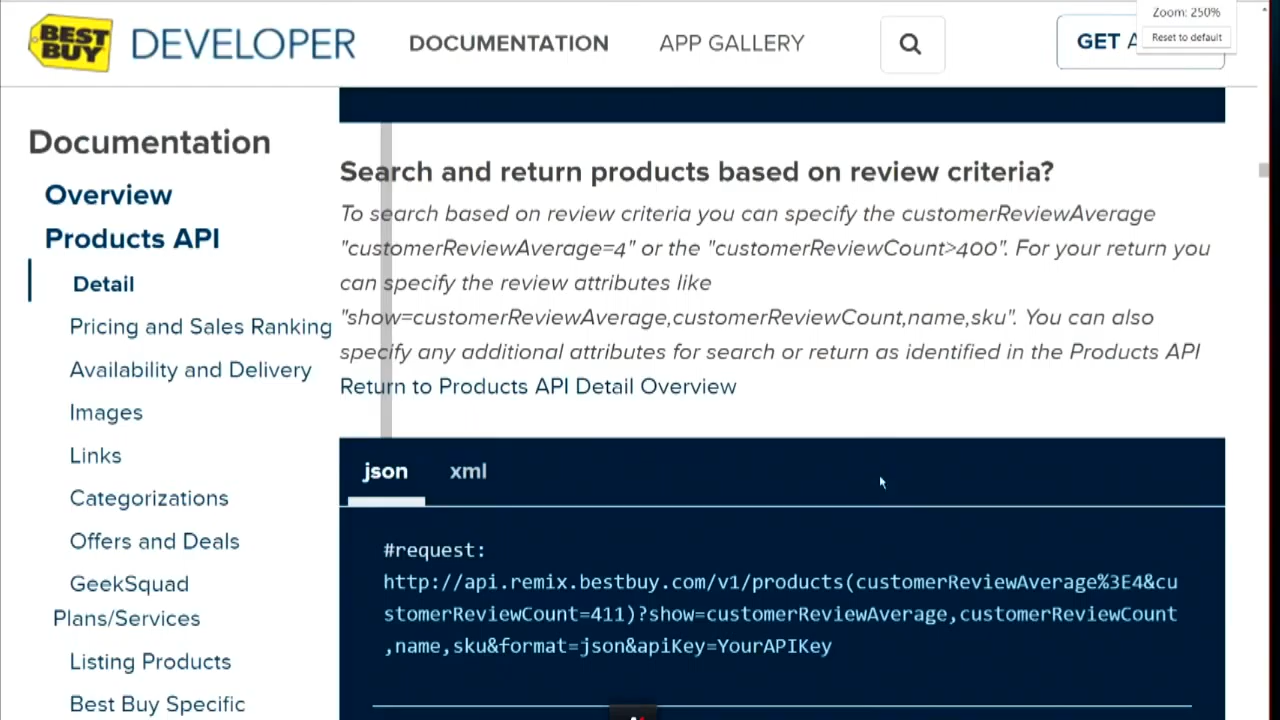 BEST BUY DEVELOPER
DOCUMENTATION
APP GALLERY
GET A
Zoom: 250%
Reset to default
Documentation
Overview
Products API
Detail
Pricing and Sales Ranking
Availability and Delivery
Images
Links
Categorizations
Offers and Deals
GeekSquad
Plans/Services
Listing Products
Best Buy Specific
Search and return products based on review criteria?
To search based on review criteria you can specify the customerReviewAverage
"customerReviewAverage=4" or the "customerReviewCount>400". For your return you
can specify the review attributes like
"show=customerReviewAverage,customerReviewCount,name,sku". You can also
specify any additional attributes for search or return as identified in the Products API
Return to Products API Detail Overview
json xml
#request:
http://api.remix.bestbuy.com/v1/products(customerReviewAverage%3E4&cu
stomerReviewCount=411)?show=customerReviewAverage,customerReviewCount
,name,sku&format=json&apiKey=YourAPIKey